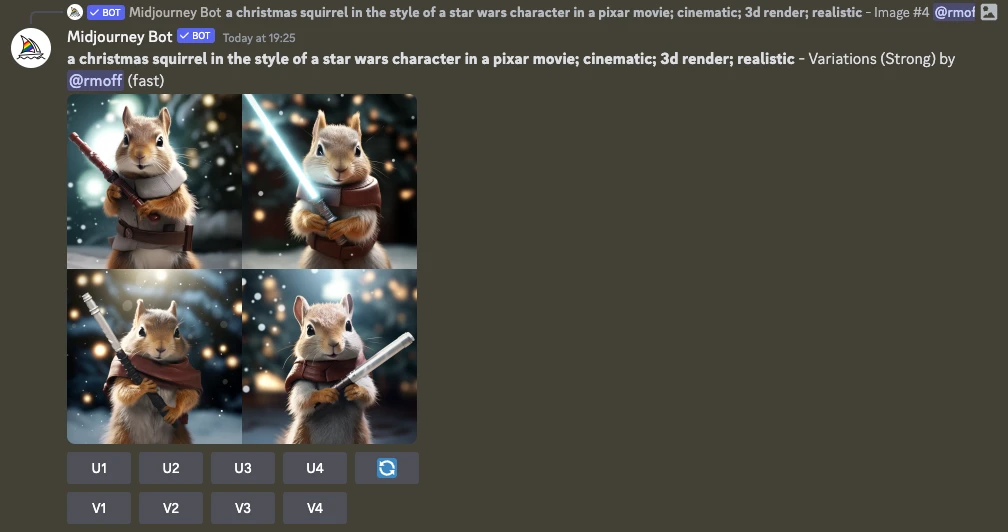 BOT Midjourney Bot a christmas squirrel in the style of a star wars character in a pixar movie; cinematic; 3d render; realistic - Image #4 @rmof
Midjourney Bot BOT Today at 19:25
a christmas squirrel in the style of a star wars character in a pixar movie; cinematic; 3d render; realistic - Variations (Strong) by
@rmoff (fast)
U1 U2 U3 U4
V1 V2 V3 V4